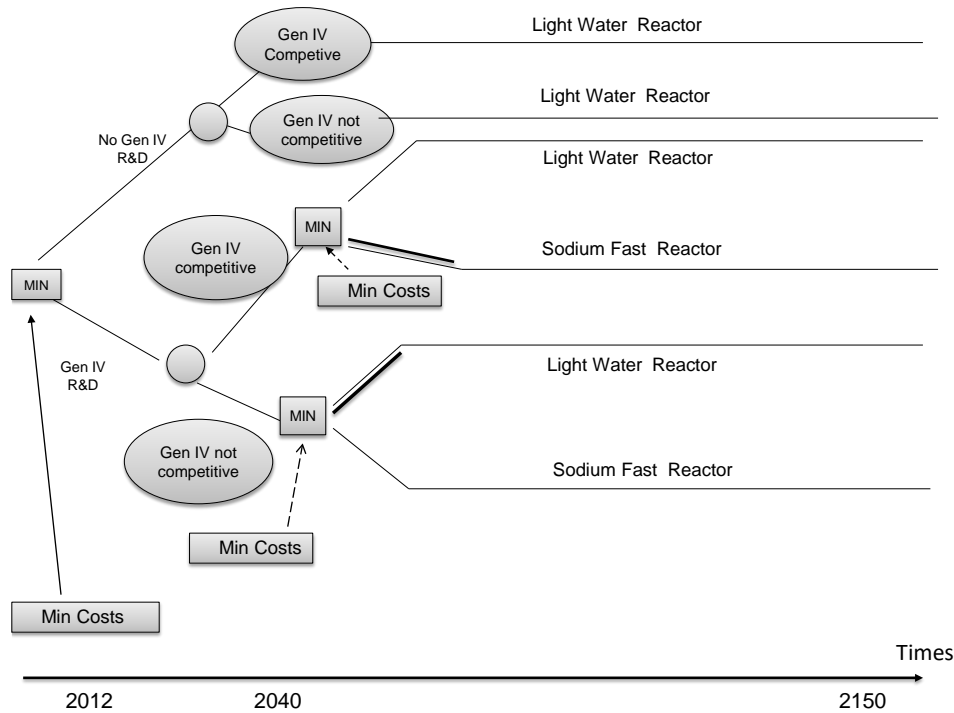 Gen IV
Competive
Light Water Reactor
Light Water Reactor
Gen IV not
competitive
No Gen IV
R&D
Light Water Reactor
MIN
Gen IV
competitive
Sodium Fast Reactor
MIN
Min Costs
Gen IV
R&D
Light Water Reactor
MIN
Gen IV not
competitive
Sodium Fast Reactor
Min Costs
Min Costs
Times
2012
2040
2150